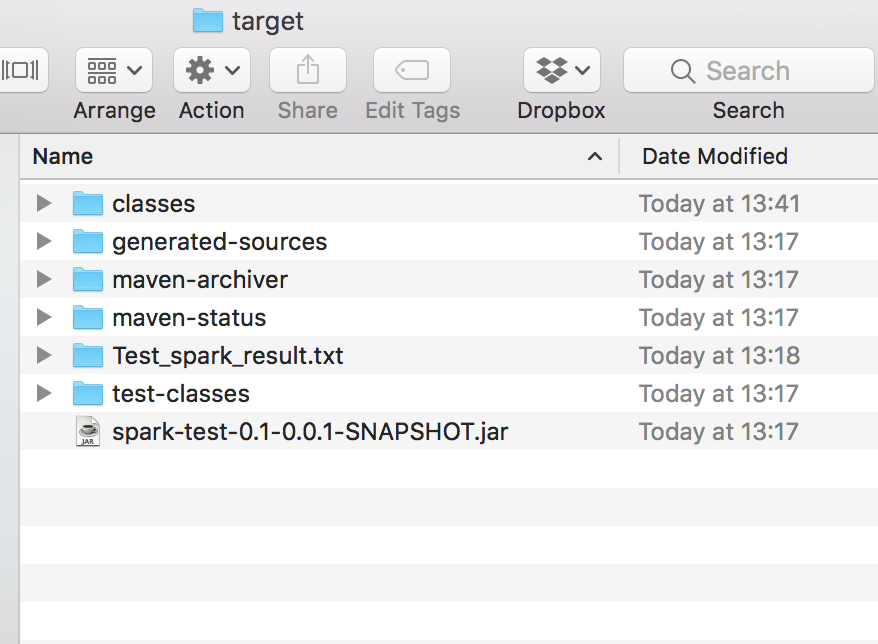 target
Arrange Action Share Edit Tags Dropbox Search
Search
Name Date Modified
classes Today at 13:41
generated-sources Today at 13:17
maven-archiver Today at 13:17
maven-status Today at 13:17
Test_spark_result.txt Today at 13:18
test-classes Today at 13:17
JAR spark-test-0.1-0.0.1-SNAPSHOT.jar Today at 13:17